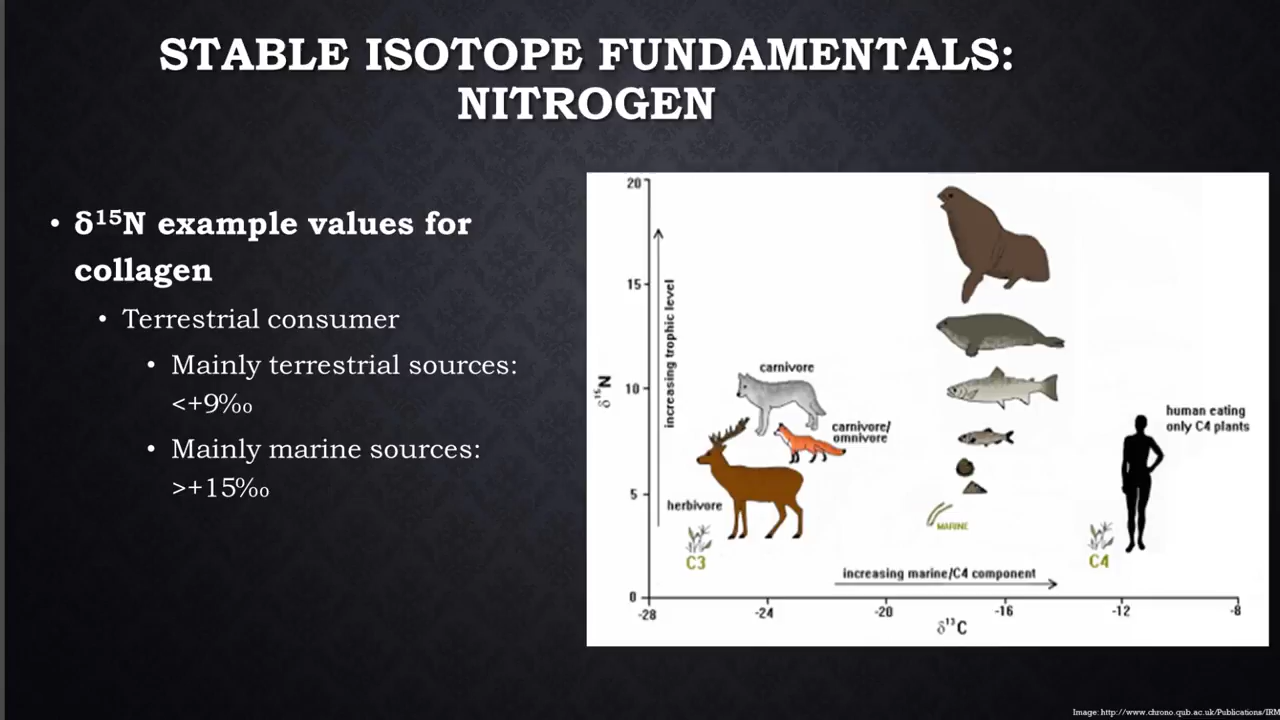 STABLE ISOTOPE FUNDAMENTALS:
NITROGEN
• δ¹⁵N example values for
collagen
• Terrestrial consumer
• Mainly terrestrial sources:
<+9‰
• Mainly marine sources:
>+15‰
20
15
10
5
0
δ¹⁵N
increasing trophic level
carnivore
carnivore/
omnivore
herbivore
C3
MARINE
human eating
only C4 plants
C4
increasing marine/C4 component
-28
-24
-20
-16
-12
-8
δ¹³C
Image: http://www.chrono.qub.ac.uk/Publications/IRM